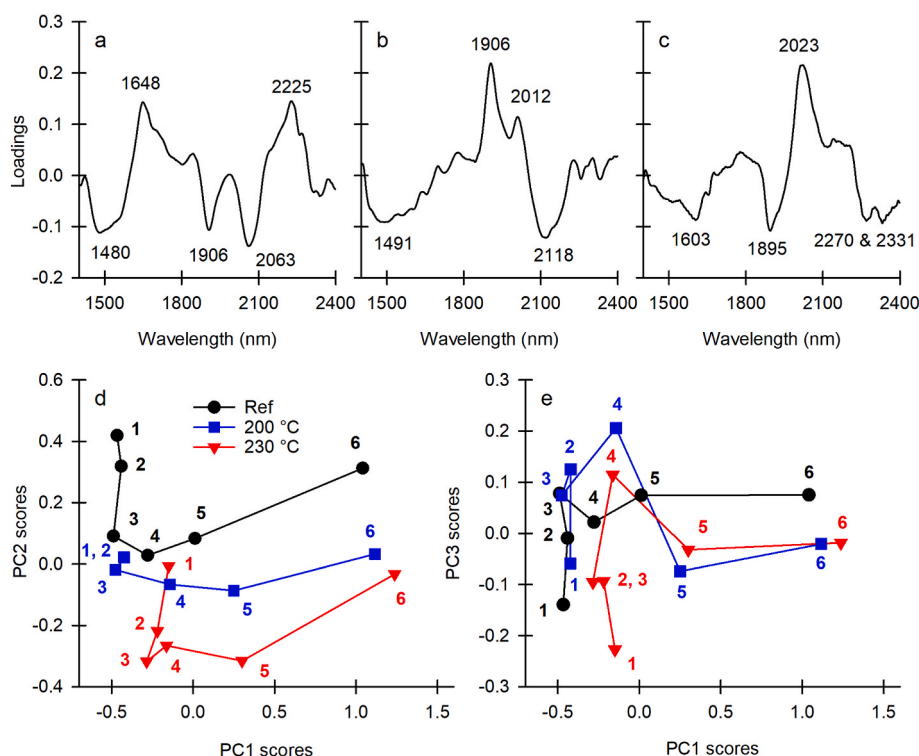 a
b
c
Loadings
0.3
0.2
0.1
0.0
-0.1
-0.2
1648
2225
1480
1906
2063
1906
2012
1491
2118
2023
1603
1895
2270 & 2331
1500 1800 2100 2400
1500 1800 2100 2400
1500 1800 2100 2400
Wavelength (nm)
Wavelength (nm)
Wavelength (nm)
d
Ref
200 °C
230 °C
PC2 scores
0.6
0.4
0.2
0.0
-0.2
-0.4
1
2
3
4
5
6
1, 2
3
4
5
6
1
2
3
4
5
6
-0.5 0.0 0.5 1.0 1.5
PC1 scores
e
PC3 scores
0.3
0.2
0.1
0.0
-0.1
-0.2
-0.3
4
2
3
3
4
4
5
6
2
1
1
5
5
6
6
2, 3
1
-0.5 0.0 0.5 1.0 1.5
PC1 scores